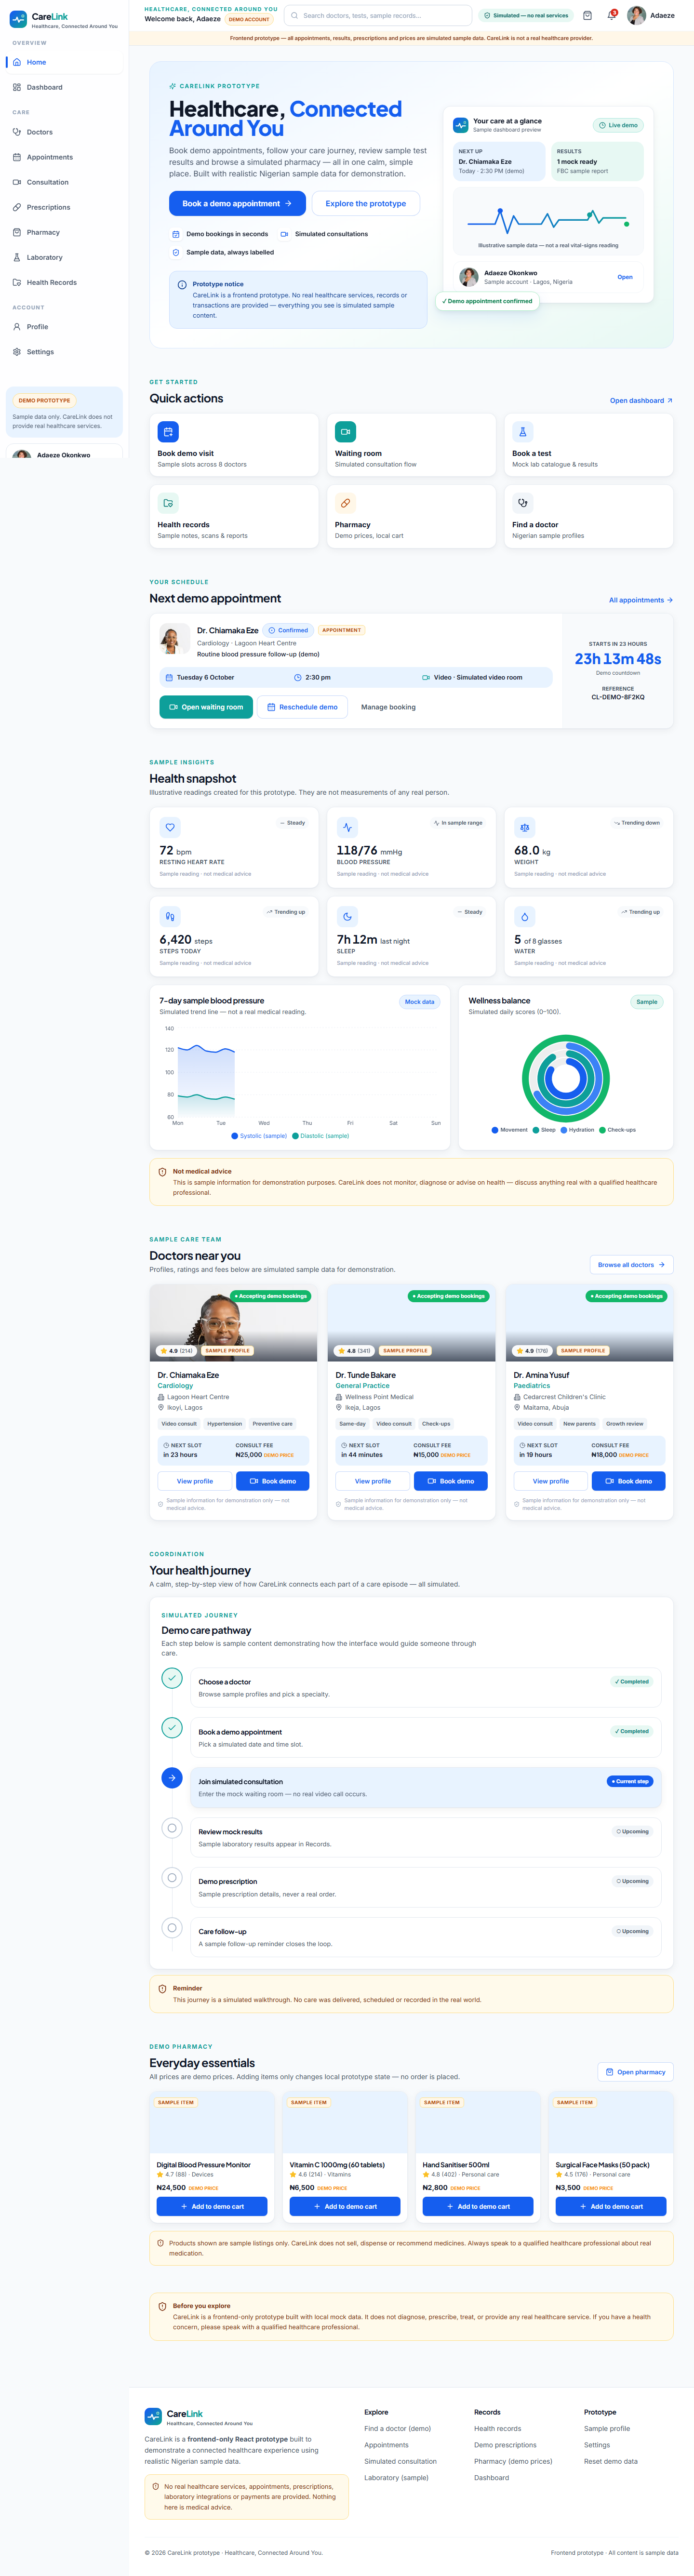 CareLink
Healthcare, Connected Around You
OVERVIEW
Home
Dashboard
CARE
Doctors
Appointments
Consultation
Prescriptions
Pharmacy
Laboratory
Health Records
ACCOUNT
Profile
Settings
DEMO PROTOTYPE
Sample data only. CareLink does not
provide real healthcare services.
Adaeze Okonkwo
HEALTHCARE, CONNECTED AROUND YOU
Welcome back, Adaeze
DEMO ACCOUNT
Search doctors, tests, sample records...
Simulated — no real services
3
Adaeze
Frontend prototype — all appointments, results, prescriptions and prices are simulated sample data. CareLink is not a real healthcare provider.
CARELINK PROTOTYPE
Healthcare, Connected
Around You
Book demo appointments, follow your care journey, review sample test
results and browse a simulated pharmacy — all in one calm, simple
place. Built with realistic Nigerian sample data for demonstration.
Book a demo appointment
Explore the prototype
Demo bookings in seconds
Simulated consultations
Sample data, always labelled
Prototype notice
CareLink is a frontend prototype. No real healthcare services, records or
transactions are provided — everything you see is simulated sample
content.
Your care at a glance
Sample dashboard preview
Live demo
NEXT UP
Dr. Chiamaka Eze
Today · 2:30 PM (demo)
RESULTS
1 mock ready
FBC sample report
Illustrative sample data — not a real vital-signs reading
Adaeze Okonkwo
Sample account · Lagos, Nigeria
Open
✓ Demo appointment confirmed
GET STARTED
Quick actions
Open dashboard
Book demo visit
Sample slots across 8 doctors
Waiting room
Simulated consultation flow
Book a test
Mock lab catalogue & results
Health records
Sample notes, scans & reports
Pharmacy
Demo prices, local cart
Find a doctor
Nigerian sample profiles
YOUR SCHEDULE
Next demo appointment
All appointments
Dr. Chiamaka Eze
Confirmed
APPOINTMENT
Cardiology · Lagoon Heart Centre
Routine blood pressure follow-up (demo)
Tuesday 6 October
2:30 pm
Video · Simulated video room
Open waiting room
Reschedule demo
Manage booking
STARTS IN 23 HOURS
23h 13m 48s
Demo countdown
REFERENCE
CL-DEMO-8F2KQ
SAMPLE INSIGHTS
Health snapshot
Illustrative readings created for this prototype. They are not measurements of any real person.
Steady
72 bpm
RESTING HEART RATE
Sample reading · not medical advice
In sample range
118/76 mmHg
BLOOD PRESSURE
Sample reading · not medical advice
Trending down
68.0 kg
WEIGHT
Sample reading · not medical advice
Trending up
6,420 steps
STEPS TODAY
Sample reading · not medical advice
Steady
7h 12m last night
SLEEP
Sample reading · not medical advice
Trending up
5 of 8 glasses
WATER
Sample reading · not medical advice
7-day sample blood pressure
Simulated trend line — not a real medical reading.
Mock data
140
120
100
80
60
Mon
Tue
Wed
Thu
Fri
Sat
Sun
Systolic (sample)
Diastolic (sample)
Wellness balance
Simulated daily scores (0–100).
Sample
Movement
Sleep
Hydration
Check-ups
Not medical advice
This is sample information for demonstration purposes. CareLink does not monitor, diagnose or advise on health — discuss anything real with a qualified healthcare
professional.
SAMPLE CARE TEAM
Doctors near you
Profiles, ratings and fees below are simulated sample data for demonstration.
Browse all doctors
Accepting demo bookings
4.9 (214)
SAMPLE PROFILE
Dr. Chiamaka Eze
Cardiology
Lagoon Heart Centre
Ikoyi, Lagos
Video consult
Hypertension
Preventive care
NEXT SLOT
in 23 hours
CONSULT FEE
₦25,000 DEMO PRICE
View profile
Book demo
Sample information for demonstration only — not
medical advice.
Accepting demo bookings
4.8 (341)
SAMPLE PROFILE
Dr. Tunde Bakare
General Practice
Wellness Point Medical
Ikeja, Lagos
Same-day
Video consult
Check-ups
NEXT SLOT
in 44 minutes
CONSULT FEE
₦15,000 DEMO PRICE
View profile
Book demo
Sample information for demonstration only — not
medical advice.
Accepting demo bookings
4.9 (176)
SAMPLE PROFILE
Dr. Amina Yusuf
Paediatrics
Cedarcrest Children's Clinic
Maitama, Abuja
Video consult
New parents
Growth review
NEXT SLOT
in 19 hours
CONSULT FEE
₦18,000 DEMO PRICE
View profile
Book demo
Sample information for demonstration only — not
medical advice.
COORDINATION
Your health journey
A calm, step-by-step view of how CareLink connects each part of a care episode — all simulated.
SIMULATED JOURNEY
Demo care pathway
Each step below is sample content demonstrating how the interface would guide someone through
care.
Choose a doctor
Browse sample profiles and pick a specialty.
✓ Completed
Book a demo appointment
Pick a simulated date and time slot.
✓ Completed
Join simulated consultation
Enter the mock waiting room — no real video call occurs.
Current step
Review mock results
Sample laboratory results appear in Records.
Upcoming
Demo prescription
Sample prescription details, never a real order.
Upcoming
Care follow-up
A sample follow-up reminder closes the loop.
Upcoming
Reminder
This journey is a simulated walkthrough. No care was delivered, scheduled or recorded in the real world.
DEMO PHARMACY
Everyday essentials
All prices are demo prices. Adding items only changes local prototype state — no order is placed.
Open pharmacy
SAMPLE ITEM
Digital Blood Pressure Monitor
4.7 (88) · Devices
₦24,500 DEMO PRICE
Add to demo cart
SAMPLE ITEM
Vitamin C 1000mg (60 tablets)
4.6 (214) · Vitamins
₦6,500 DEMO PRICE
Add to demo cart
SAMPLE ITEM
Hand Sanitiser 500ml
4.8 (402) · Personal care
₦2,800 DEMO PRICE
Add to demo cart
SAMPLE ITEM
Surgical Face Masks (50 pack)
4.5 (176) · Personal care
₦3,500 DEMO PRICE
Add to demo cart
Products shown are sample listings only. CareLink does not sell, dispense or recommend medicines. Always speak to a qualified healthcare professional about real
medication.
Before you explore
CareLink is a frontend-only prototype built with local mock data. It does not diagnose, prescribe, treat, or provide any real healthcare service. If you have a health
concern, please speak with a qualified healthcare professional.
CareLink
Healthcare, Connected Around You
CareLink is a frontend-only React prototype built to
demonstrate a connected healthcare experience using
realistic Nigerian sample data.
No real healthcare services, appointments, prescriptions,
laboratory integrations or payments are provided. Nothing
here is medical advice.
Explore
Find a doctor (demo)
Appointments
Simulated consultation
Laboratory (sample)
Records
Health records
Demo prescriptions
Pharmacy (demo prices)
Dashboard
Prototype
Sample profile
Settings
Reset demo data
© 2026 CareLink prototype · Healthcare, Connected Around You.
Frontend prototype · All content is sample data